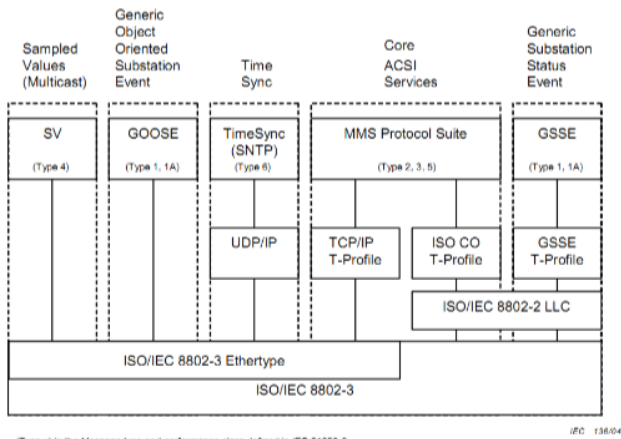 Sampled
Values
(Multicast)
Generic
Object
Oriented
Substation
Event
Time
Sync
Core
ACSI
Services
Generic
Substation
Status
Event
SV
(Type 4)
GOOSE
(Type 1, 1A)
TimeSync
(SNTP)
(Type 6)
MMS Protocol Suite
(Type 2, 3, 5)
GSSE
(Type 1, 1A)
UDP/IP
TCP/IP
T-Profile
ISO CO
T-Profile
GSSE
T-Profile
ISO/IEC 8802-2 LLC
ISO/IEC 8802-3 Ethertype
ISO/IEC 8802-3
IEC 136/04